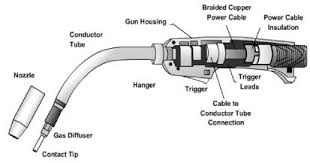 Braided Copper
Power Cable
Power Cable
Insulation
Gun Housing
Conductor
Tube
Nozzle
Hanger
Trigger
Trigger
Leads
Cable to
Conductor Tube
Connection
Gas Diffuser
Contact Tip